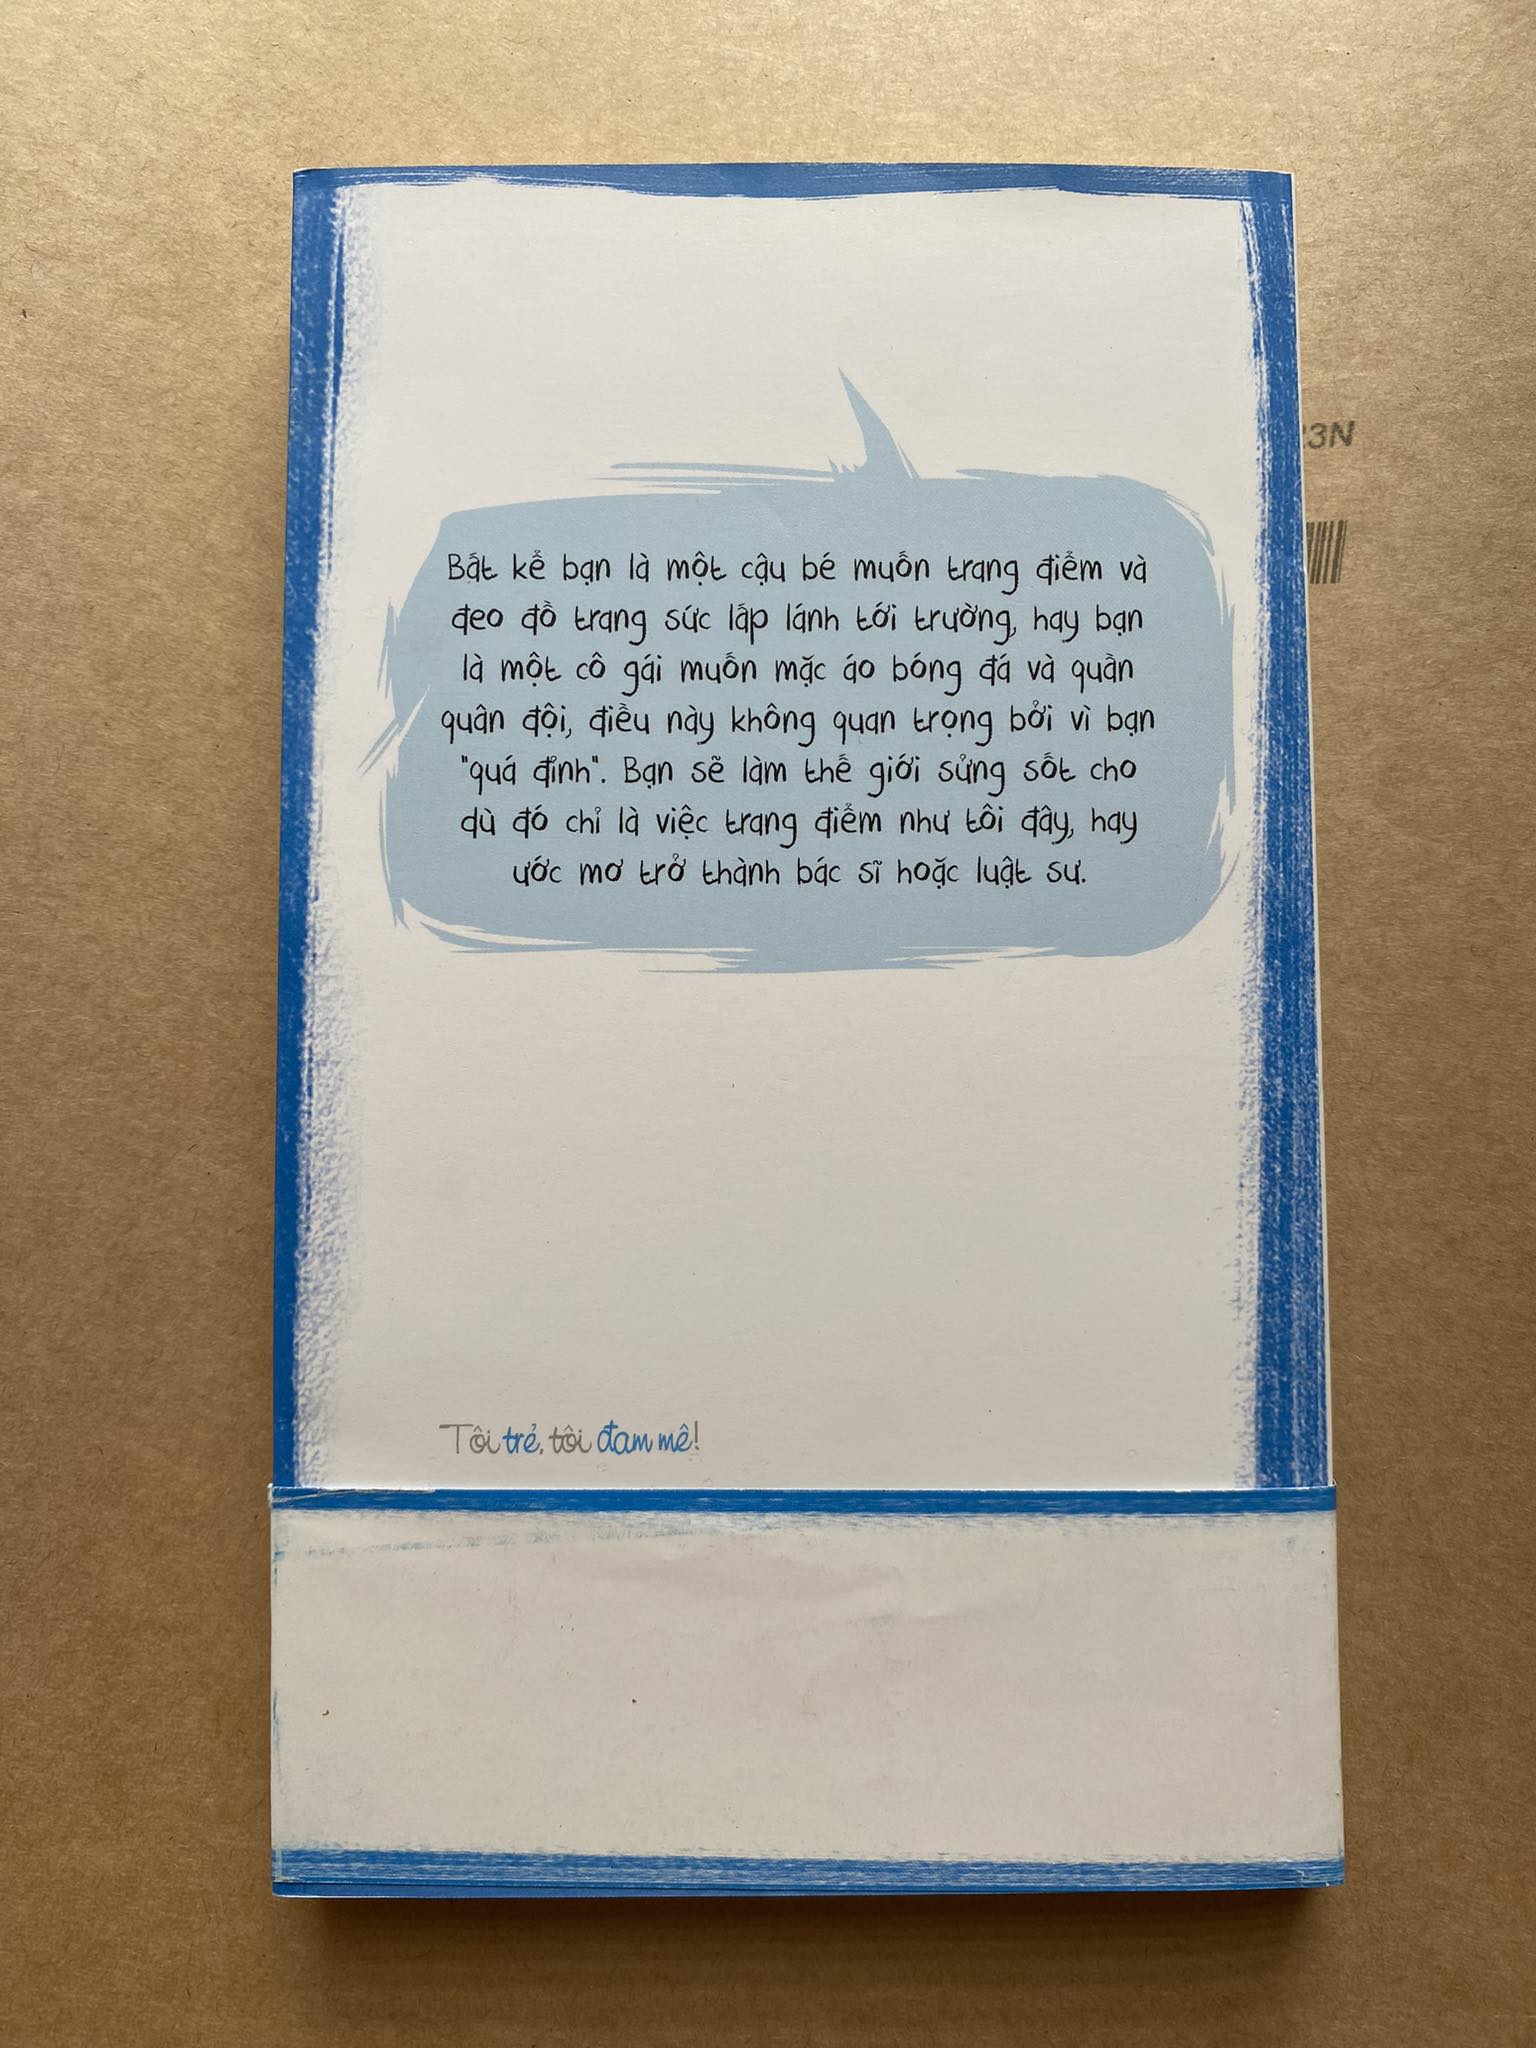 Bất kể bạn là một cậu bé muốn trang điểm và
đeo đồ trang sức lấp lánh tới trường, hay bạn
là một cô gái muốn mặc áo bóng đá và quần
quân đội, điều này không quan trọng bởi vì bạn
"quá đỉnh". Bạn sẽ làm thế giới sửng sốt cho
dù đó chỉ là việc trang điểm như tôi đây, hay
ước mơ trở thành bác sĩ hoặc luật sư.
Tôi trẻ, tôi đam mê!